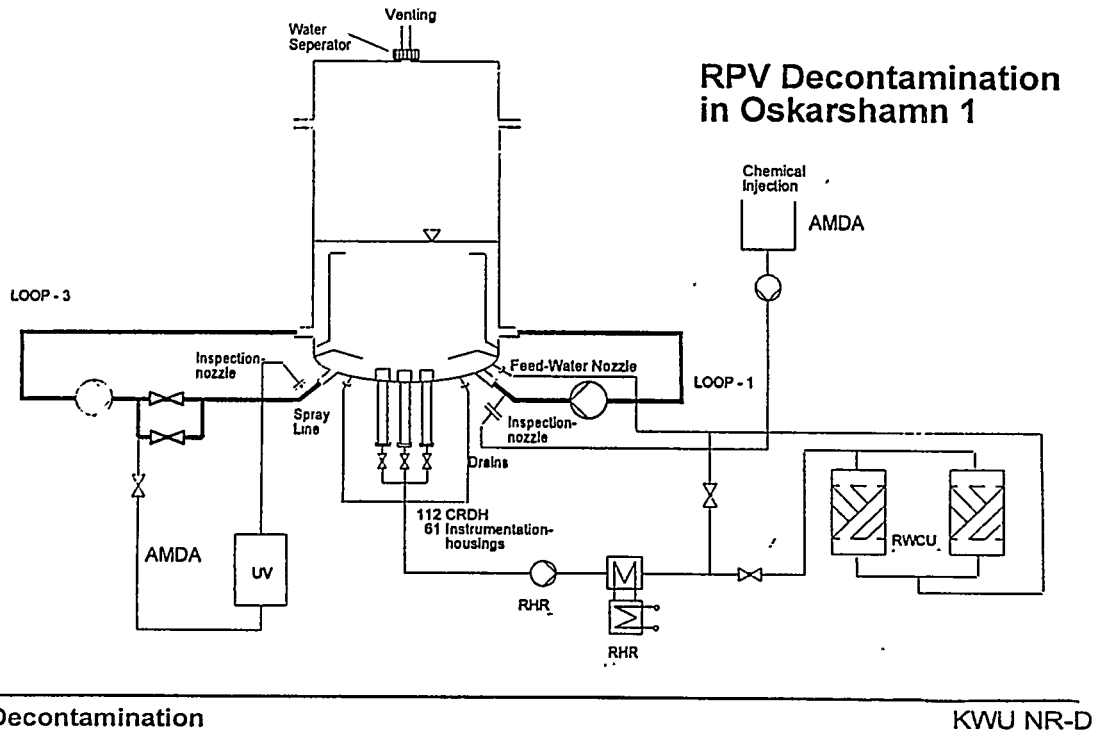 Venting
Water
Seperator
RPV Decontamination
in Oskarshamn 1
Chemical
Injection
AMDA
LOOP - 3
Inspection-
nozzle
Feed-Water Nozzle
LOOP - 1
Spray
Line
Inspection-
nozzle
Drains
112 CRDH
61 Instrumentation-
housings
RWCU
AMDA
UV
RHR
RHR
Decontamination
KWU NR-D